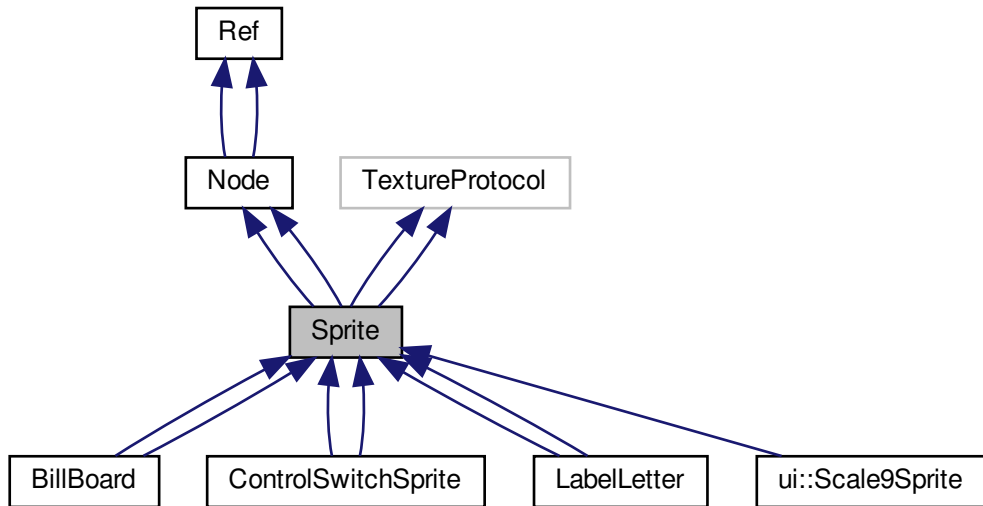 Ref
Node
TextureProtocol
Sprite
BillBoard
ControlSwitchSprite
LabelLetter
ui::Scale9Sprite